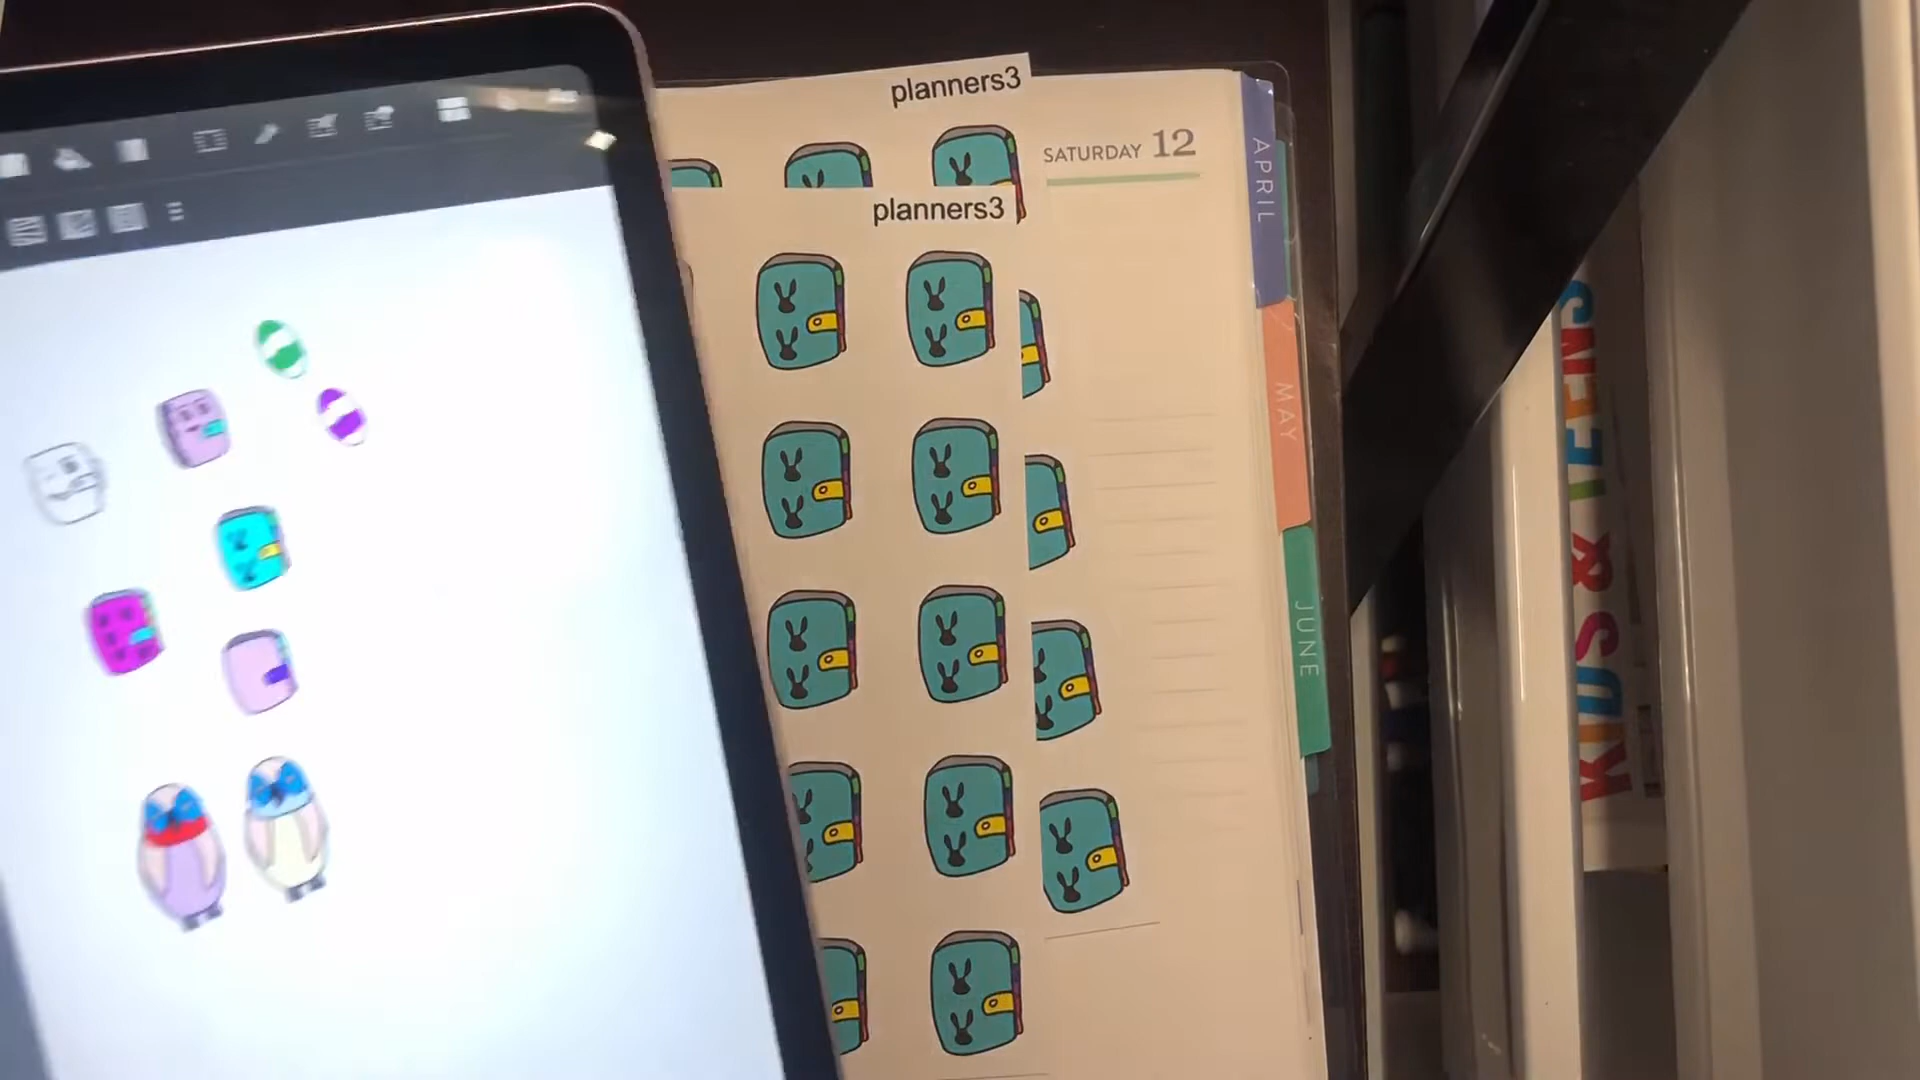 planners3
SATURDAY 12
planners3
APRIL
MAY
JUNE
KIDS & TEENS